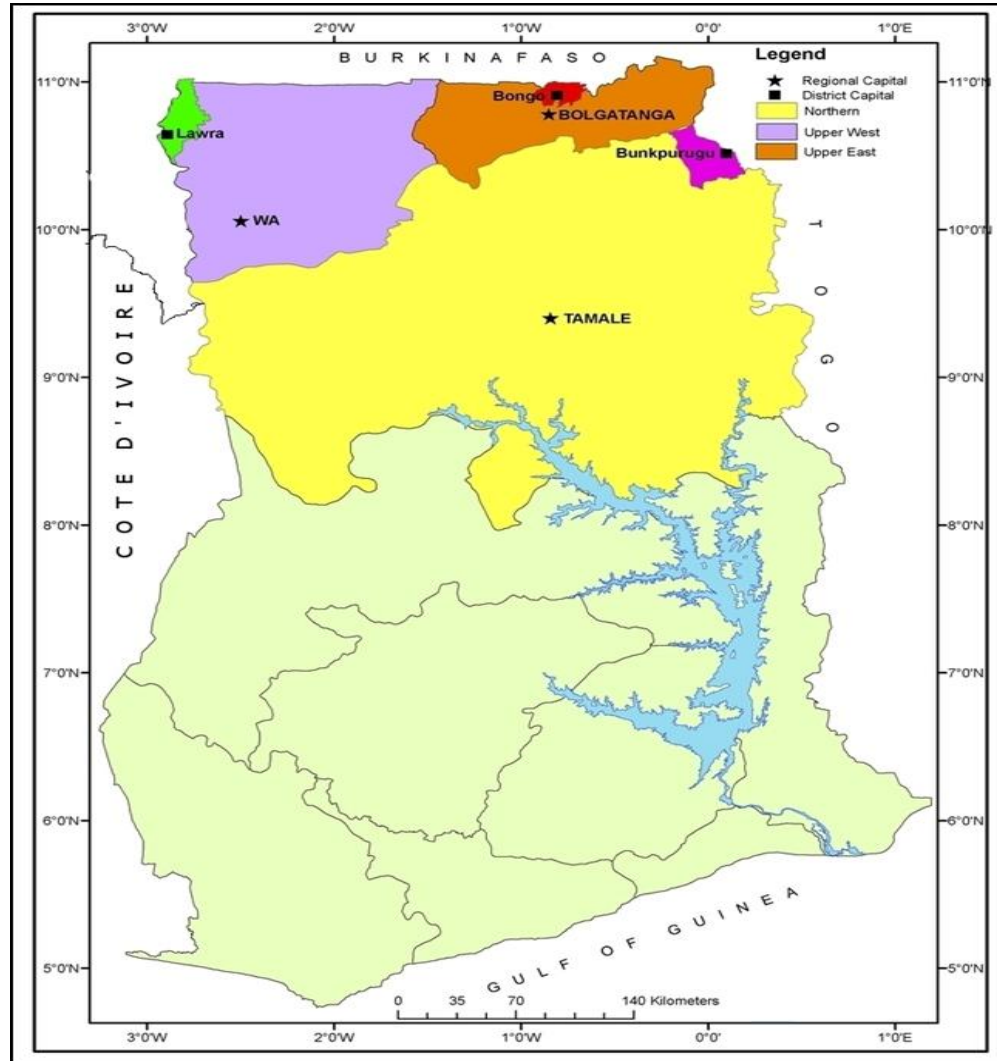 3°0'W 2°0'W 1°0'W 0°0' 1°0'E
BURKINAFASO
Legend
Regional Capital
District Capital
Northern
Upper West
Upper East
11°0'N 11°0'N
Bongo
BOLGATANGA
Lawra
Bunkpurugu
WA
10°0'N 10°0'N
TOGO
COTE D'IVOIRE
TAMALE
9°0'N 9°0'N
8°0'N 8°0'N
7°0'N 7°0'N
6°0'N 6°0'N
GULF OF GUINEA
5°0'N 5°0'N
0 35 70 140 Kilometers
3°0'W 2°0'W 1°0'W 0°0' 1°0'E